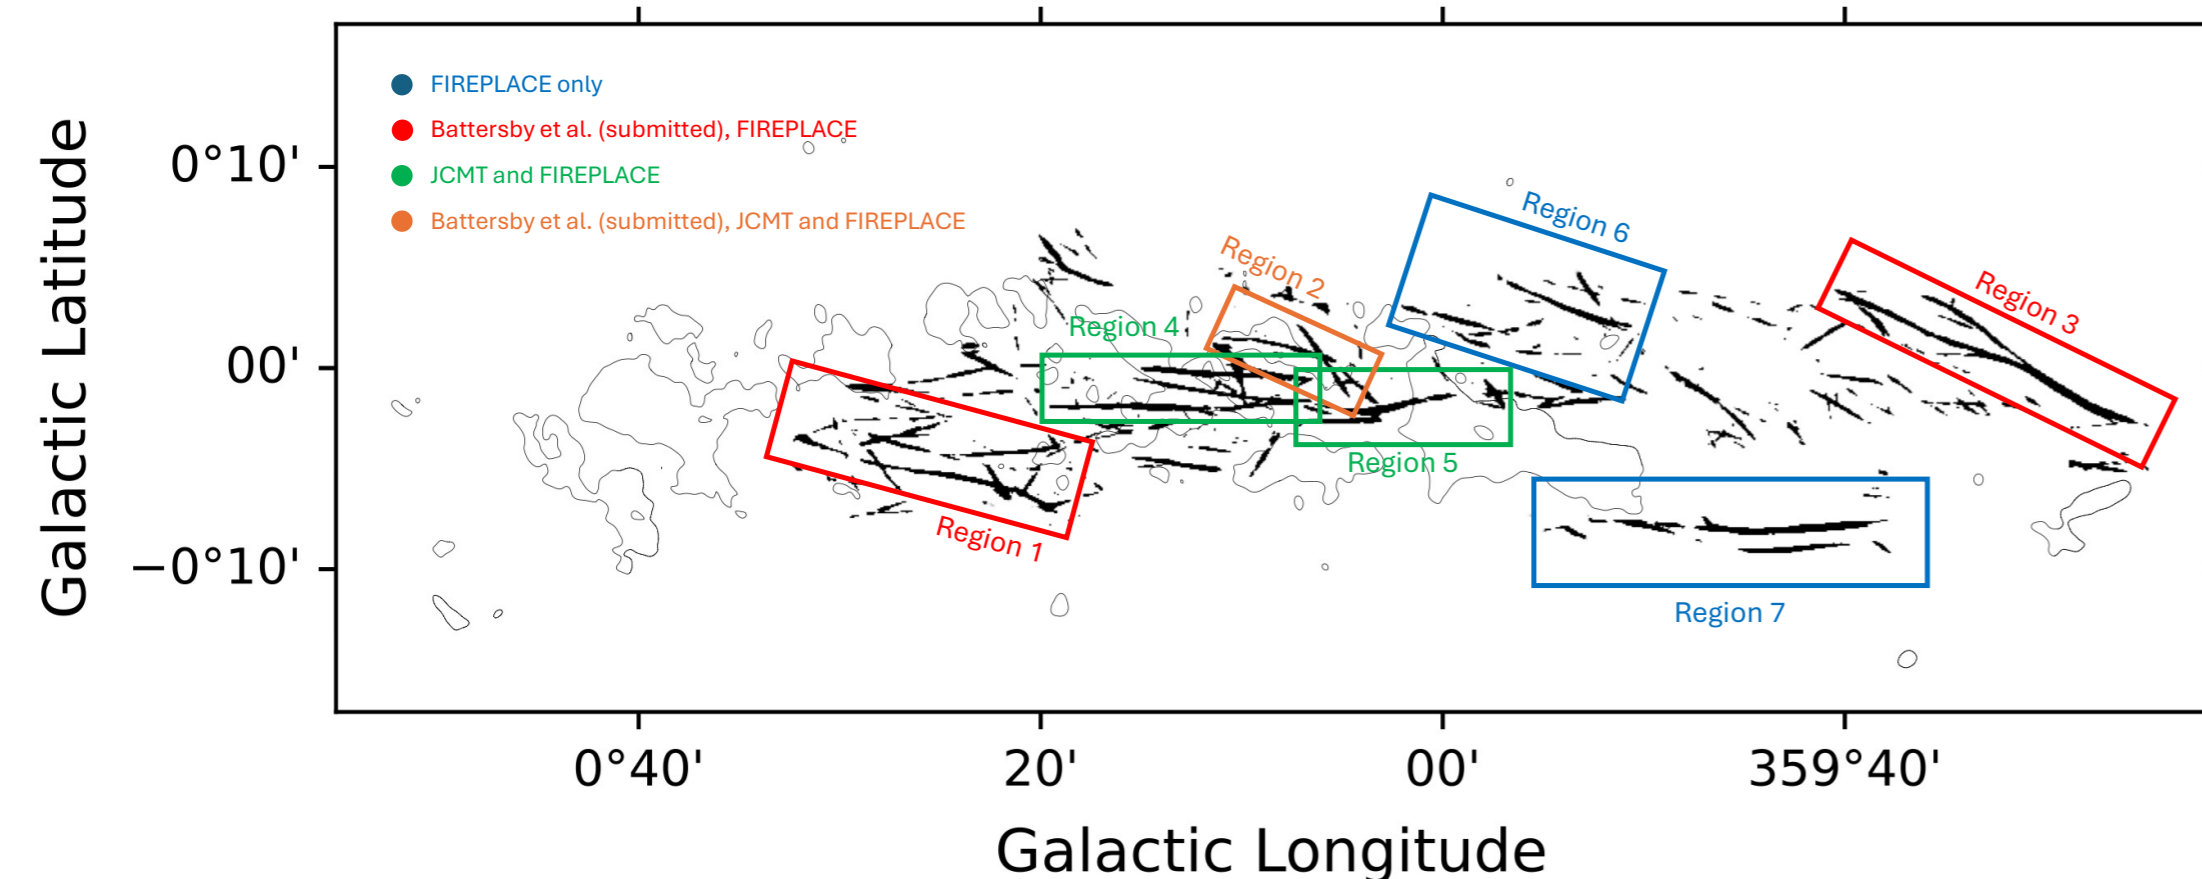 FIREPLACE only
Battersby et al. (submitted), FIREPLACE
JCMT and FIREPLACE
Battersby et al. (submitted), JCMT and FIREPLACE
Region 6
Region 2
Region 3
Region 4
Region 5
Region 1
Region 7
Galactic Latitude
0°10'
00'
−0°10'
0°40'
20'
00'
359°40'
Galactic Longitude